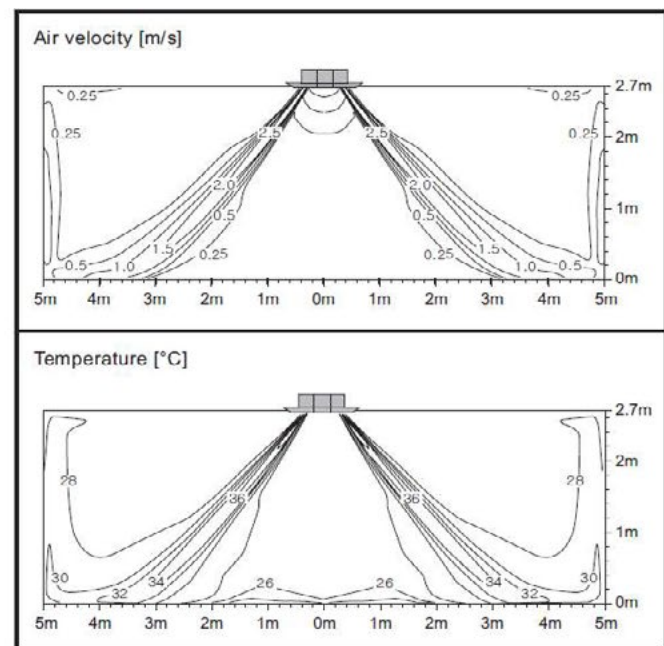 Air velocity [m/s]
2.7m
0.25 0.25
0.25 2.5 2.5 0.25
2m
2.0 2.0
0.5 0.5
1m
0.25 1.5 1.5 0.25
0.5 1.0 1.0 0.5
0m
5m 4m 3m 2m 1m 0m 1m 2m 3m 4m 5m
Temperature [°C]
2.7m
2m
28 28
36 36
1m
30 34 26 26 34 30
32 32
0m
5m 4m 3m 2m 1m 0m 1m 2m 3m 4m 5m